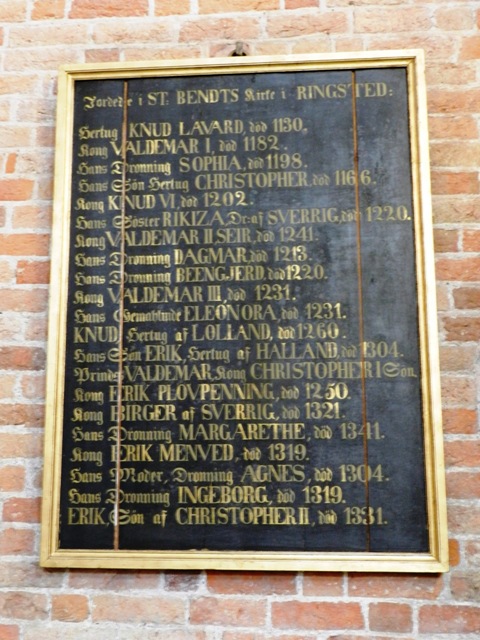 Jordede i ST. BENDTS Kirke i RINGSTED:
Hertug KNUD LAVARD, død 1130.
Kong VALDEMAR I, død 1182.
Hans Dronning SOPHIA, død 1198.
Hans Søn Hertug CHRISTOPHER, død 1166.
Kong KNUD VI, død 1202.
Hans Søster RIKIZA, Dr: af SVERRIG, død 1220.
Kong VALDEMAR II SEIR, død 1241.
Hans Dronning DAGMAR, død 1213.
Hans Dronning BEENGJERD, død 1220.
Kong VALDEMAR III, død 1231.
Hans Gemahlinde ELEONORA, død 1231.
KNUD, Hertug af LOLLAND, død 1260.
Hans Søn ERIK, Hertug af HALLAND, død 1304.
Prinds VALDEMAR, Kong CHRISTOPHER I Søn.
Kong ERIK PLOVPENNING, død 1250.
Kong BIRGER af SVERRIG, død 1321.
Hans Dronning MARGARETHE, død 1341.
Kong ERIK MENVED, død 1319.
Hans Moder, Dronning AGNES, død 1304.
Hans Dronning INGEBORG, død 1319.
ERIK, Søn af CHRISTOPHER II, død 1331.